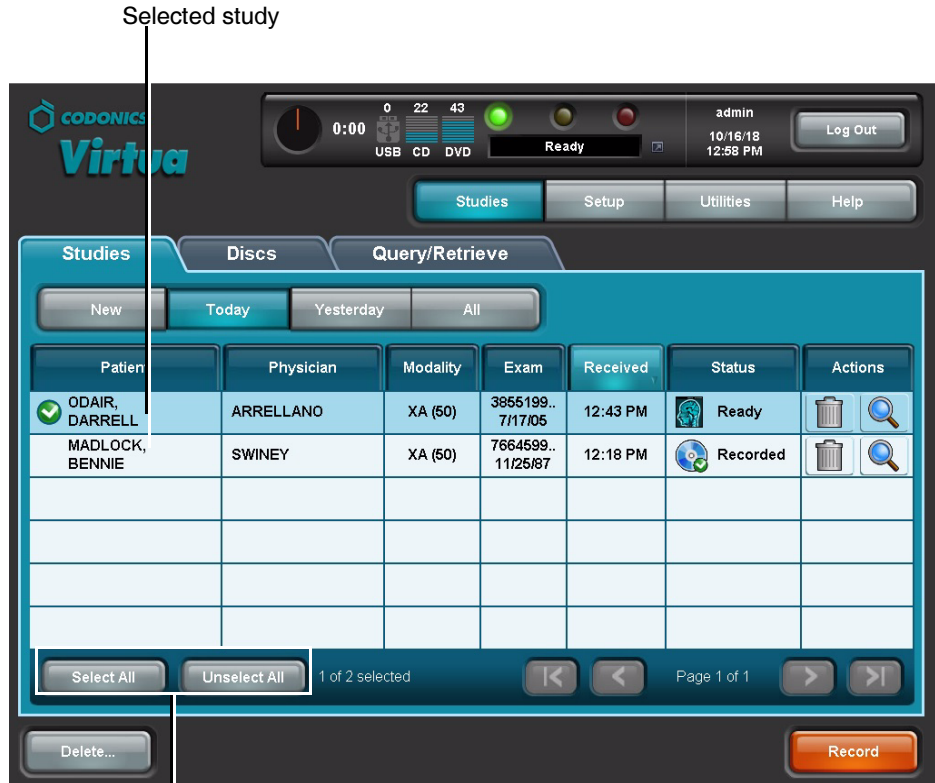 Selected study
CODONICS
Virtua
0 22 43
0:00
USB CD DVD
Ready
admin
10/16/18
12:58 PM
Log Out
Studies Setup Utilities Help
Studies Discs Query/Retrieve
New Today Yesterday All
Patient Physician Modality Exam Received Status Actions
ODAIR,
DARRELL
ARRELLANO
XA (50)
3855199..
7/17/05
12:43 PM
Ready
MADLOCK,
BENNIE
SWINEY
XA (50)
7664599..
11/25/87
12:18 PM
Recorded
Select All Unselect All 1 of 2 selected Page 1 of 1
Delete... Record